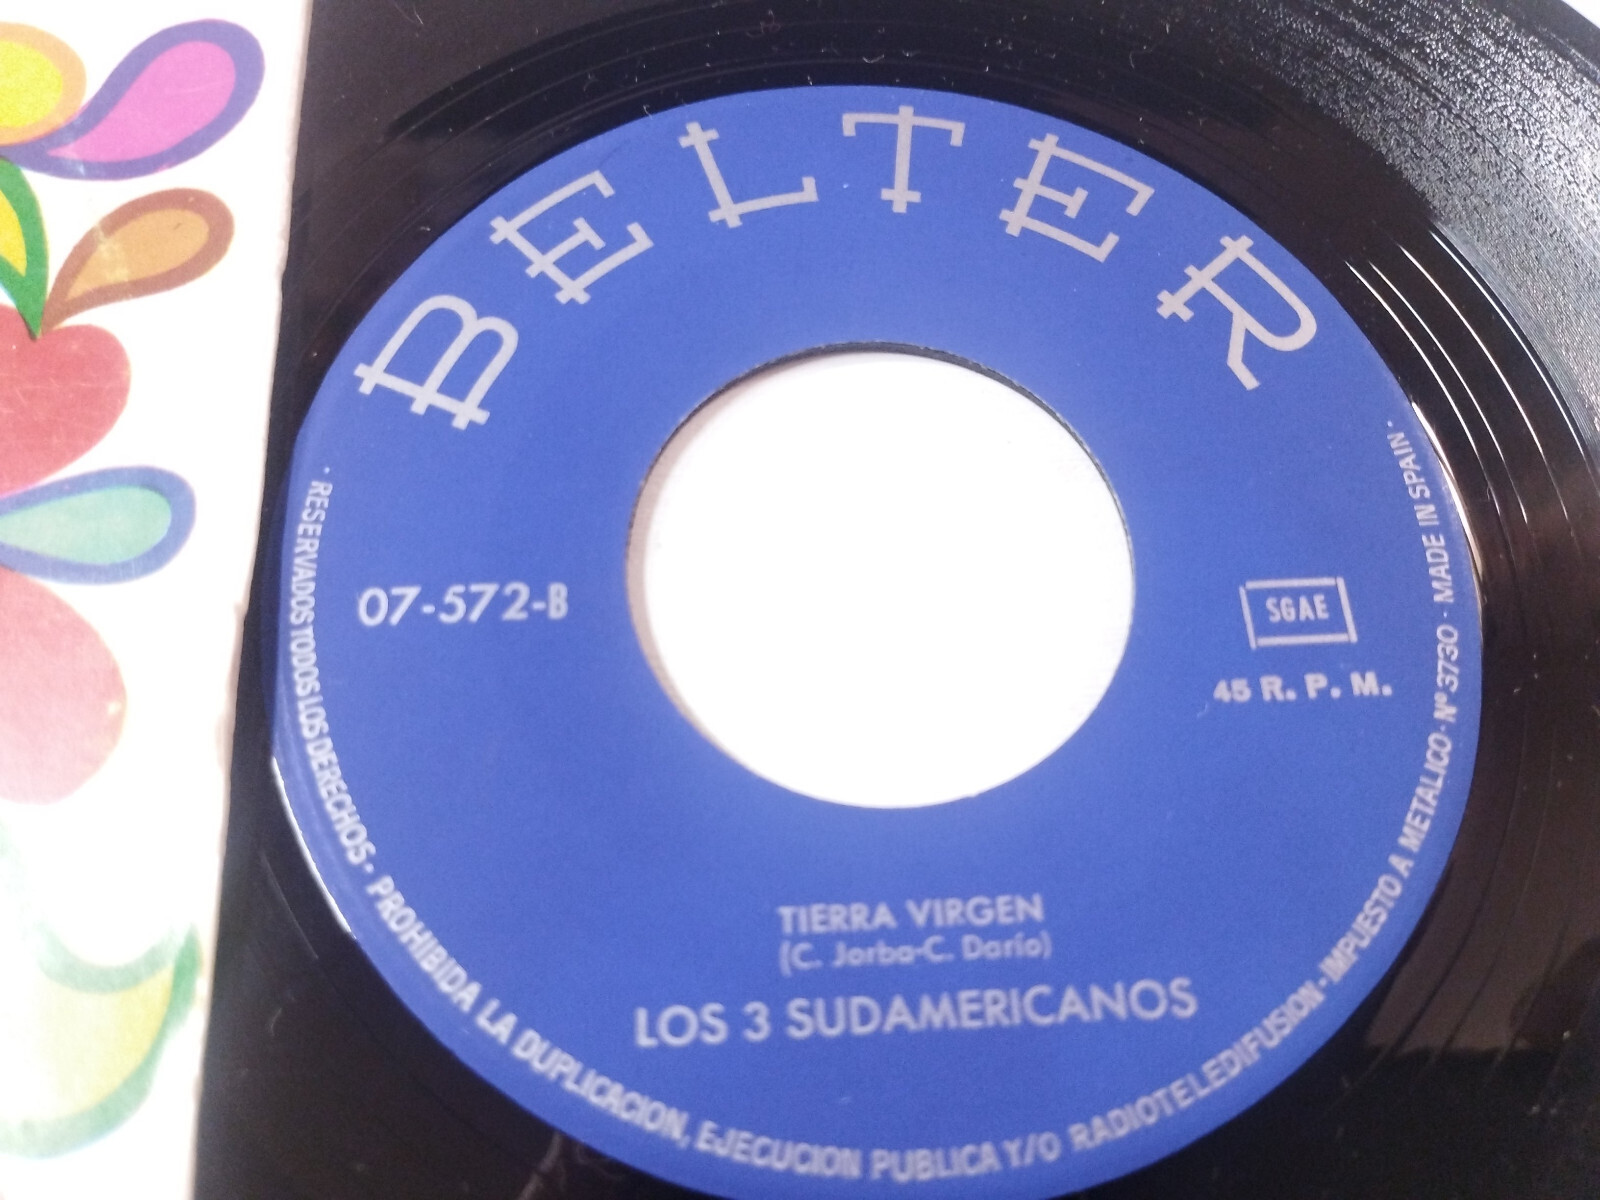 BELTER
07-572-B
SGAE
45 R. P. M.
TIERRA VIRGEN
(C. Jorba-C. Darío)
LOS 3 SUDAMERICANOS
· RESERVADOS TODOS LOS DERECHOS · PROHIBIDA LA DUPLICACION, EJECUCION PUBLICA Y/O RADIOTELEDIFUSION · IMPUESTO A METALICO · Nº 3730 · MADE IN SPAIN ·